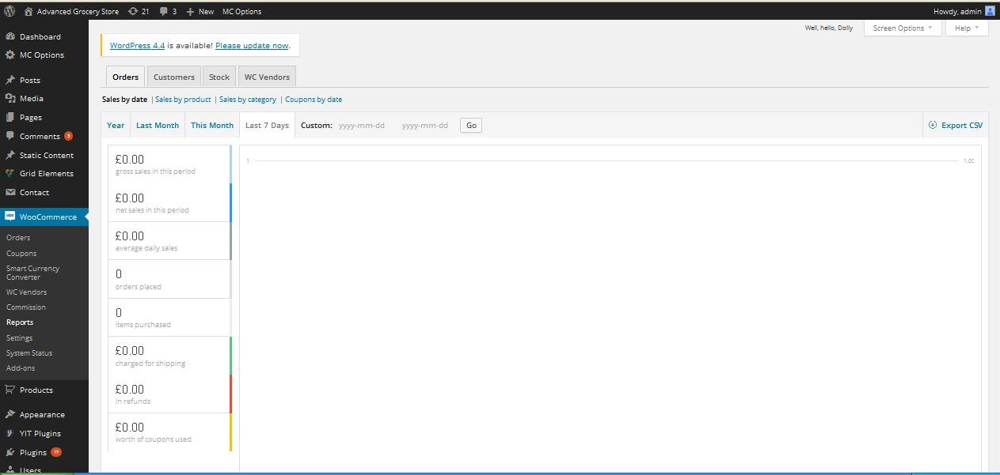 Advanced Grocery Store 21 3 New MC Options Howdy, admin
Dashboard
MC Options
Posts
Media
Pages
Comments 3
Static Content
Grid Elements
Contact
WooCommerce
Orders
Coupons
Smart Currency
Converter
WC Vendors
Commission
Reports
Settings
System Status
Add-ons
Products
Appearance
YIT Plugins
Plugins 17
Users
Well, hello, Dolly Screen Options Help
WordPress 4.4 is available! Please update now.
Orders Customers Stock WC Vendors
Sales by date | Sales by product | Sales by category | Coupons by date
Year Last Month This Month Last 7 Days Custom: yyyy-mm-dd yyyy-mm-dd Go Export CSV
£0.00
gross sales in this period
£0.00
net sales in this period
£0.00
average daily sales
0
orders placed
0
items purchased
£0.00
charged for shipping
£0.00
in refunds
£0.00
worth of coupons used
1 1.00